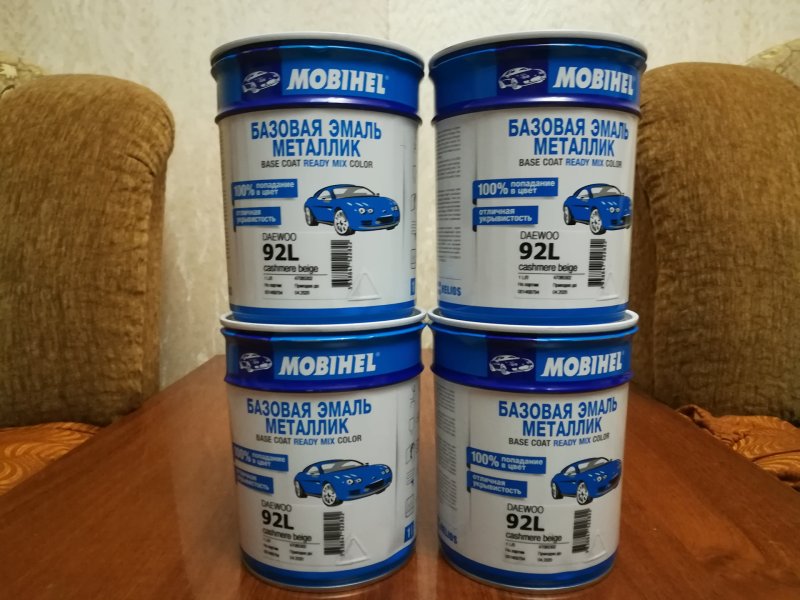 MOBIHEL
БАЗОВАЯ ЭМАЛЬ
МЕТАЛЛИК
BASE COAT READY MIX COLOR
100% попадание
в цвет
отличная
укрывистость
DAEWOO
92L
cashmere beige
MOBIHEL
БАЗОВАЯ ЭМАЛЬ
МЕТАЛЛИК
BASE COAT READY MIX COLOR
100% попадание
в цвет
отличная
укрывистость
DAEWOO
92L
cashmere beige
HELIOS
MOBIHEL
БАЗОВАЯ ЭМАЛЬ
МЕТАЛЛИК
BASE COAT READY MIX COLOR
100% попадание
в цвет
отличная
укрывистость
DAEWOO
92L
cashmere beige
MOBIHEL
БАЗОВАЯ ЭМАЛЬ
МЕТАЛЛИК
BASE COAT READY MIX COLOR
100% попадание
в цвет
отличная
укрывистость
DAEWOO
92L
cashmere beige